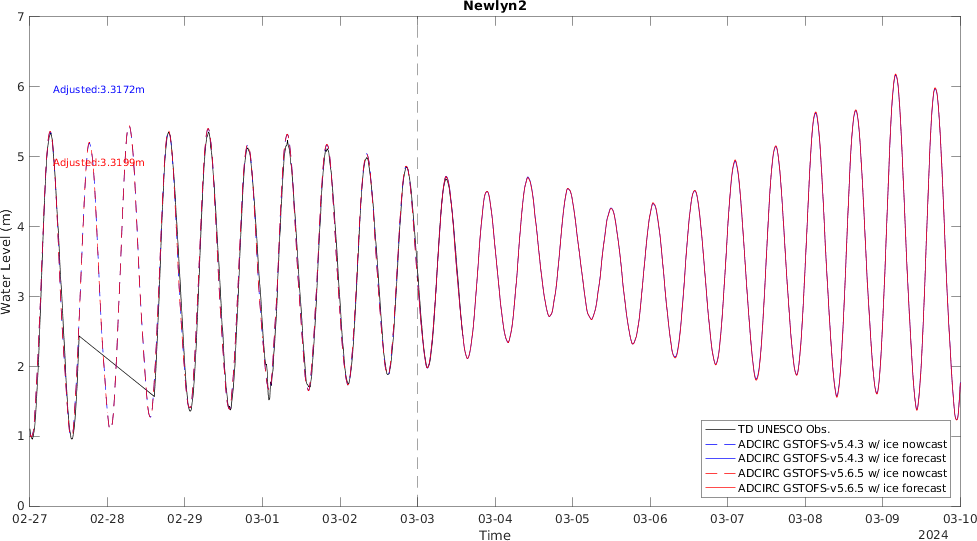 Newlyn2
7
6
5
4
3
2
1
0
Water Level (m)
Adjusted:3.3172m
Adjusted:3.3199m
TD UNESCO Obs.
ADCIRC GSTOFS-v5.4.3 w/ ice nowcast
ADCIRC GSTOFS-v5.4.3 w/ ice forecast
ADCIRC GSTOFS-v5.6.5 w/ ice nowcast
ADCIRC GSTOFS-v5.6.5 w/ ice forecast
02-27 02-28 02-29 03-01 03-02 03-03 03-04 03-05 03-06 03-07 03-08 03-09 03-10
Time
2024